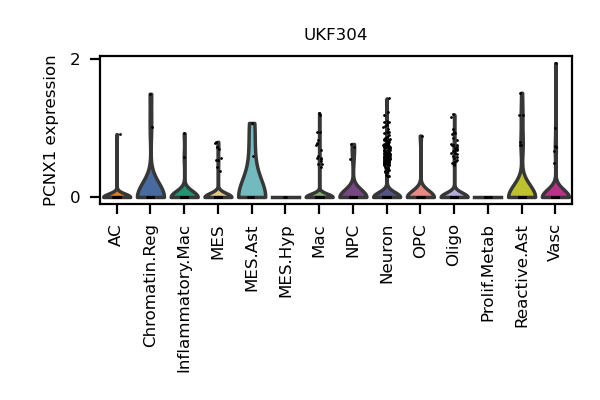 UKF304
PCNX1 expression
2
0
AC
Chromatin.Reg
Inflammatory.Mac
MES
MES.Ast
MES.Hyp
Mac
NPC
Neuron
OPC
Oligo
Prolif.Metab
Reactive.Ast
Vasc